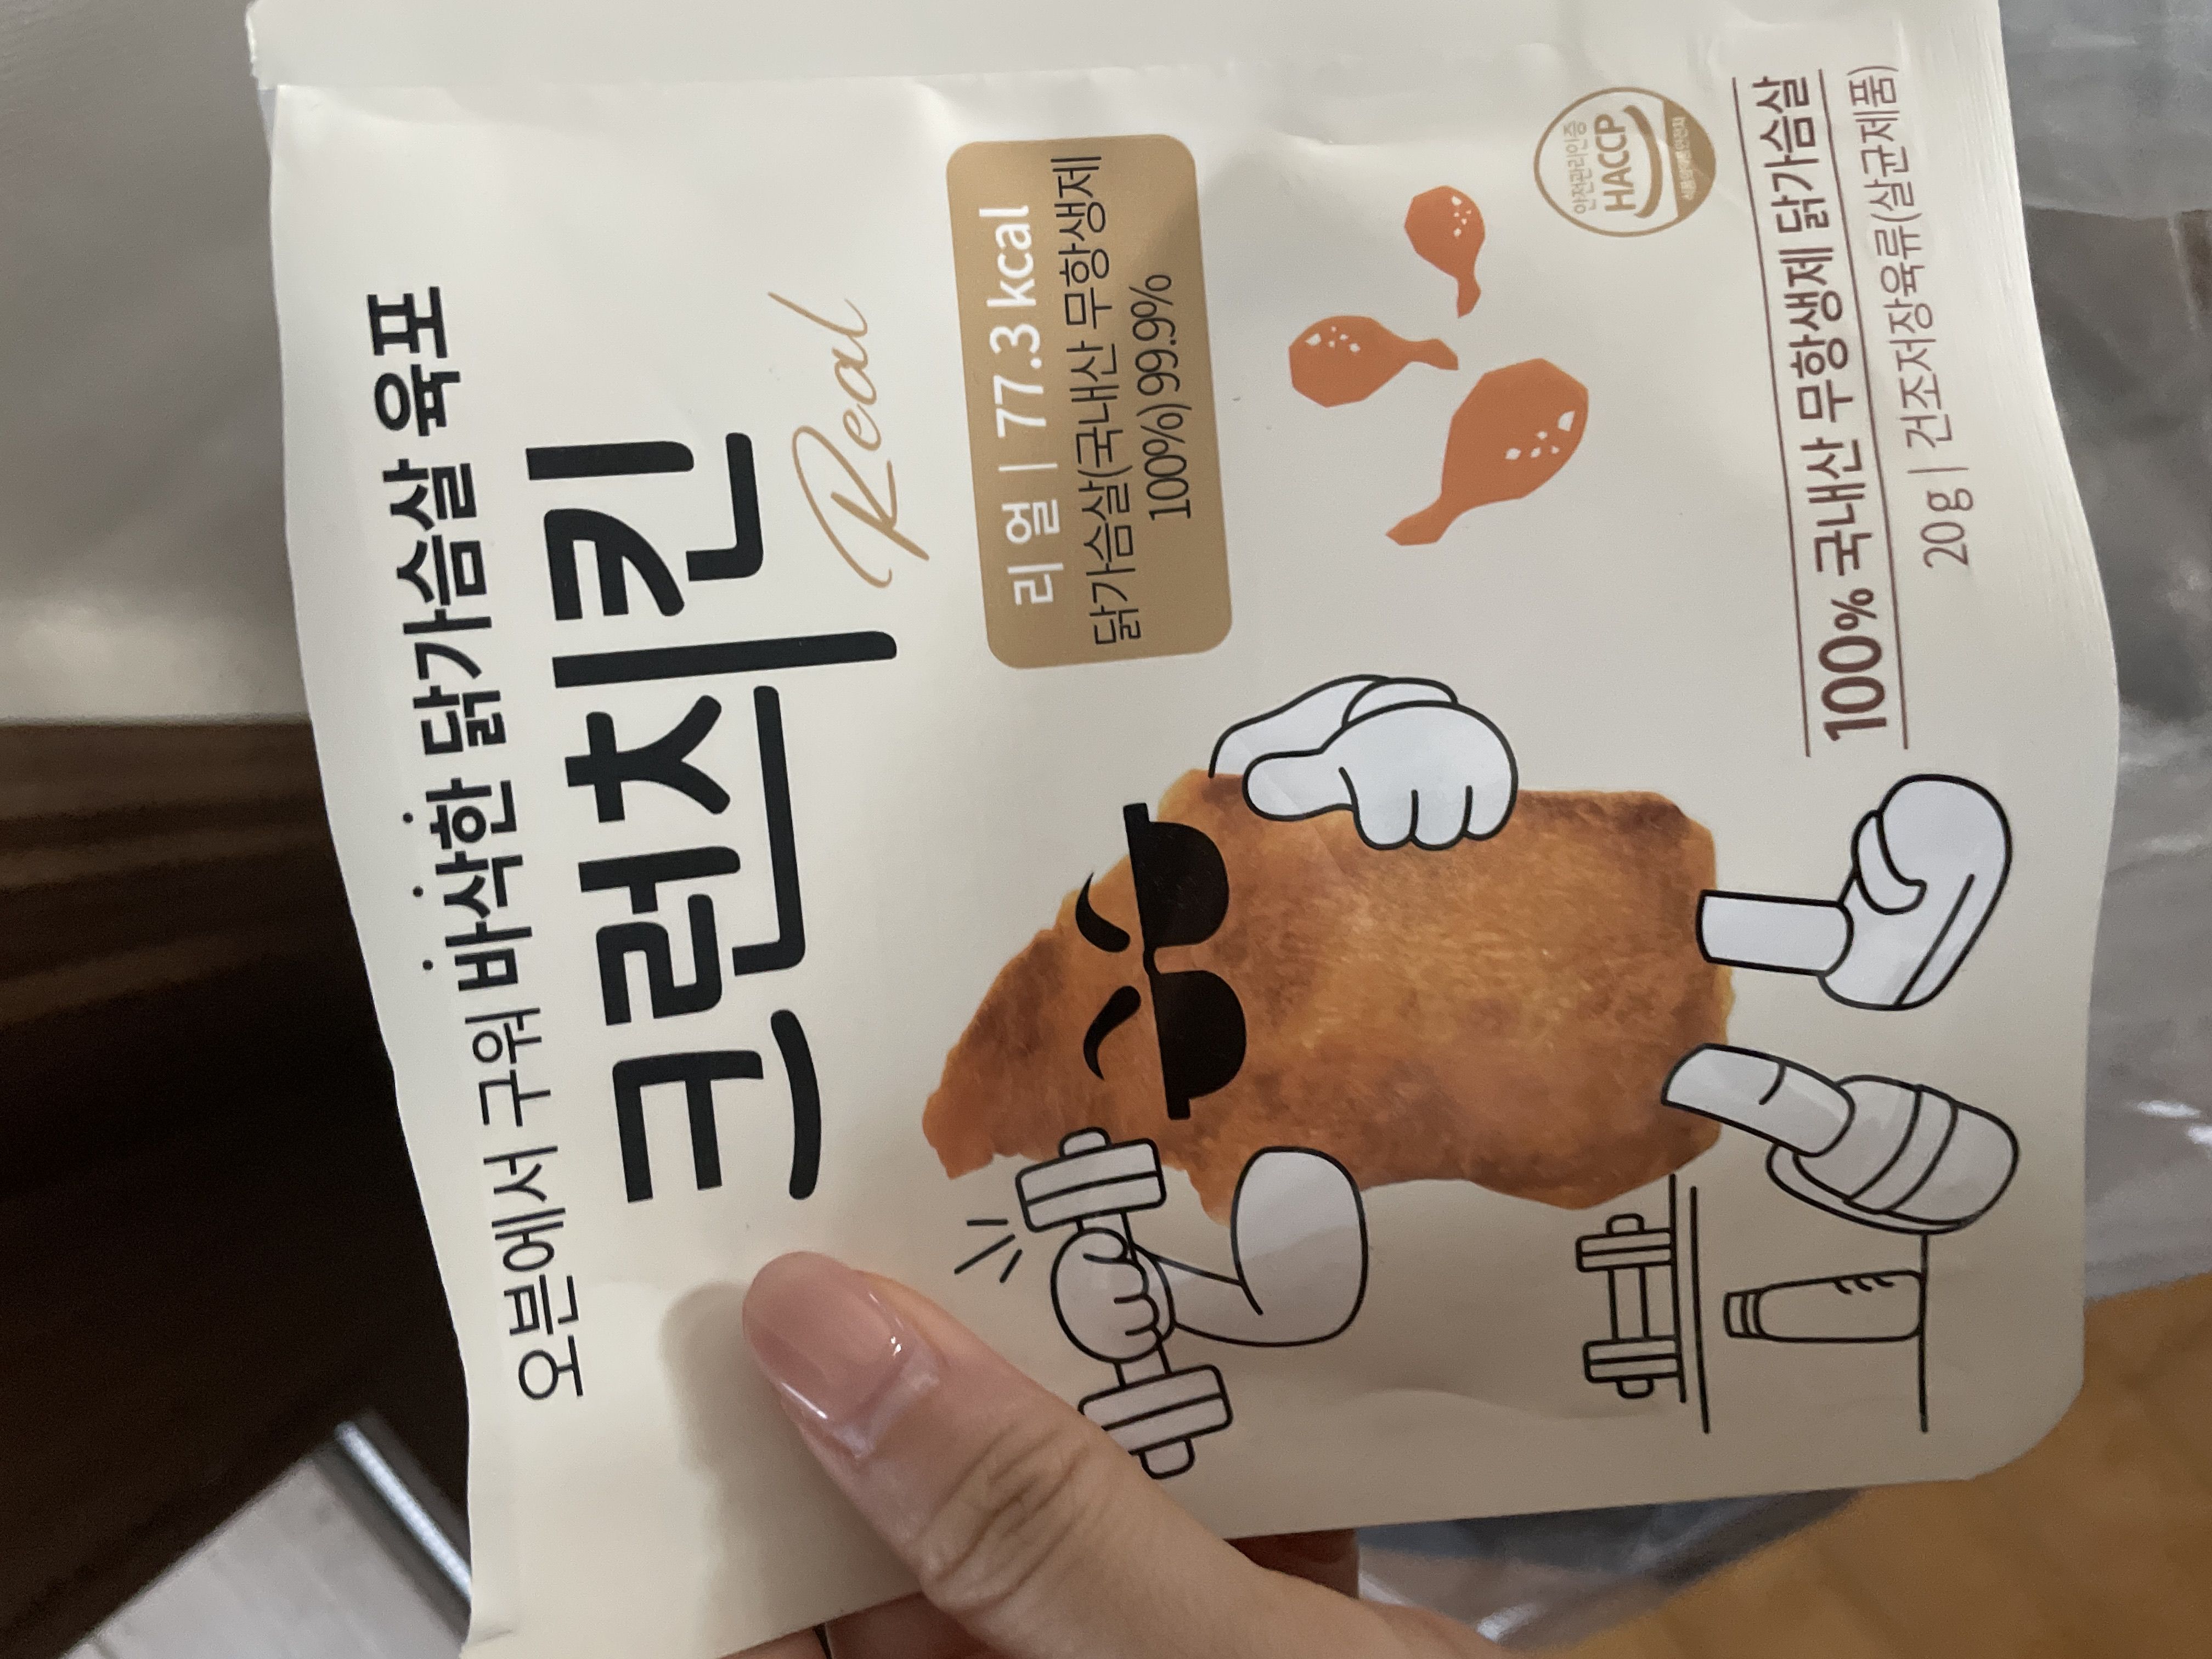 오븐에서 구워 바삭한 닭가슴살 육포
크런치킨
Real
리얼 | 77.3 kcal
닭가슴살(국내산 무항생제
100%) 99.9%
안전관리인증
HACCP
100% 국내산 무항생제 닭가슴살
20g | 건조저장육류(살균제품)